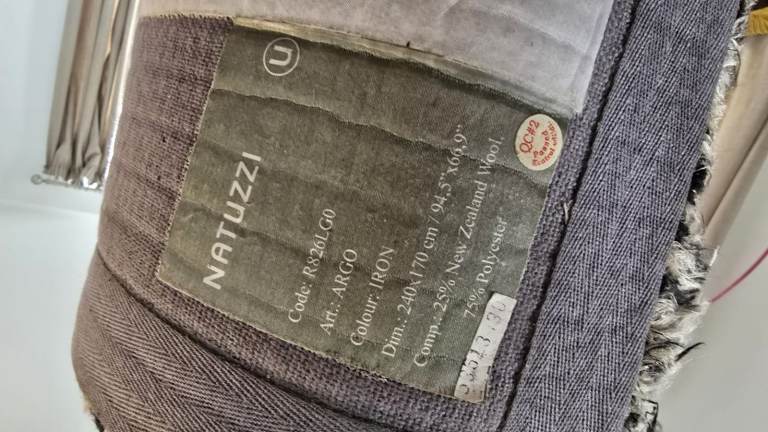 U
NATUZZI
Code: R826LG0
Art.: ARGO
Colour: IRON
Dim.: 240x170 cm / 94,5"x66,9"
Comp.: 25% New Zealand Wool,
75% Polyester
QC#2
Passed